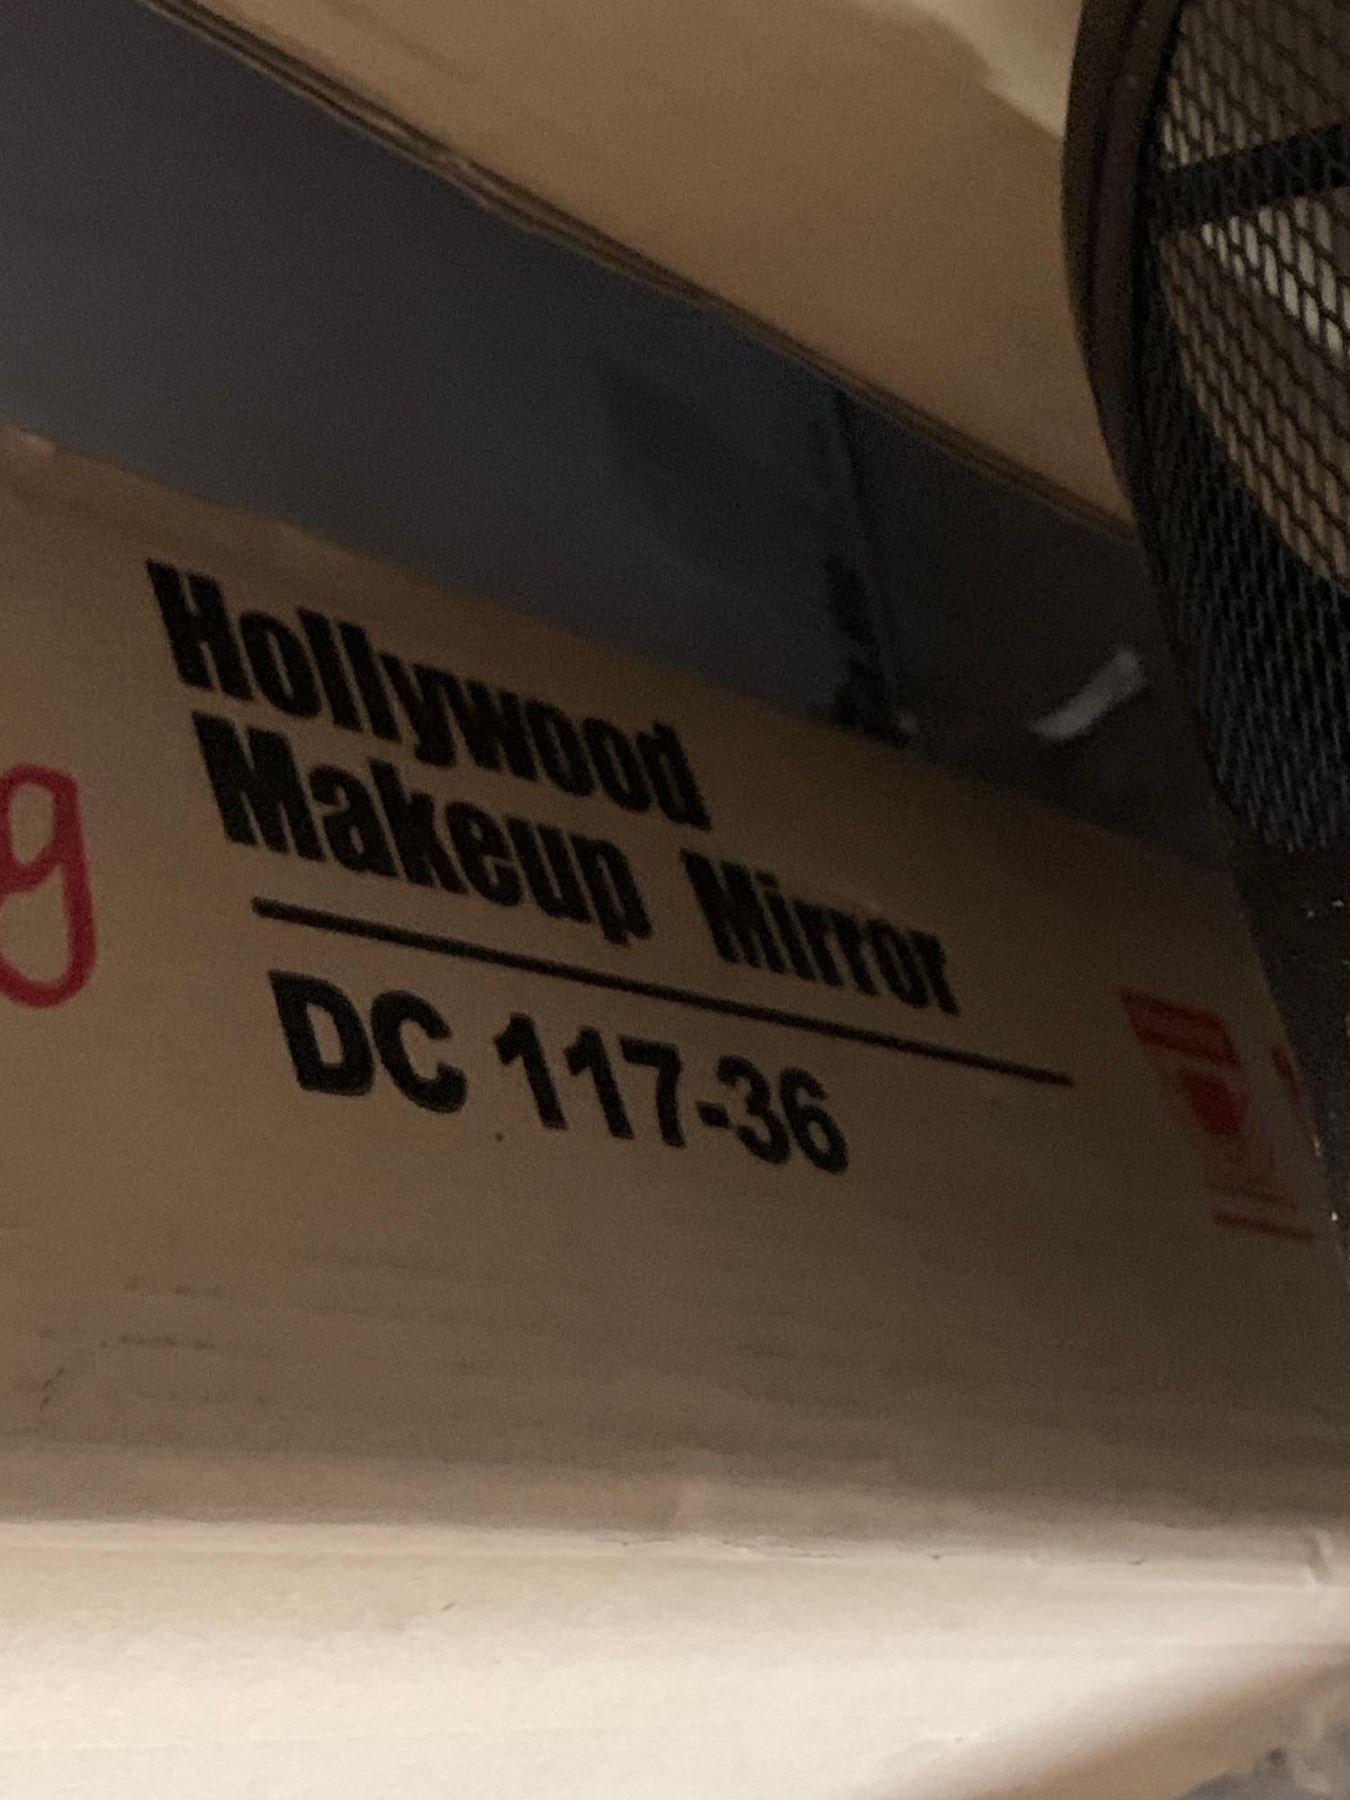 Hollywood
Makeup Mirror
DC 117-36
g